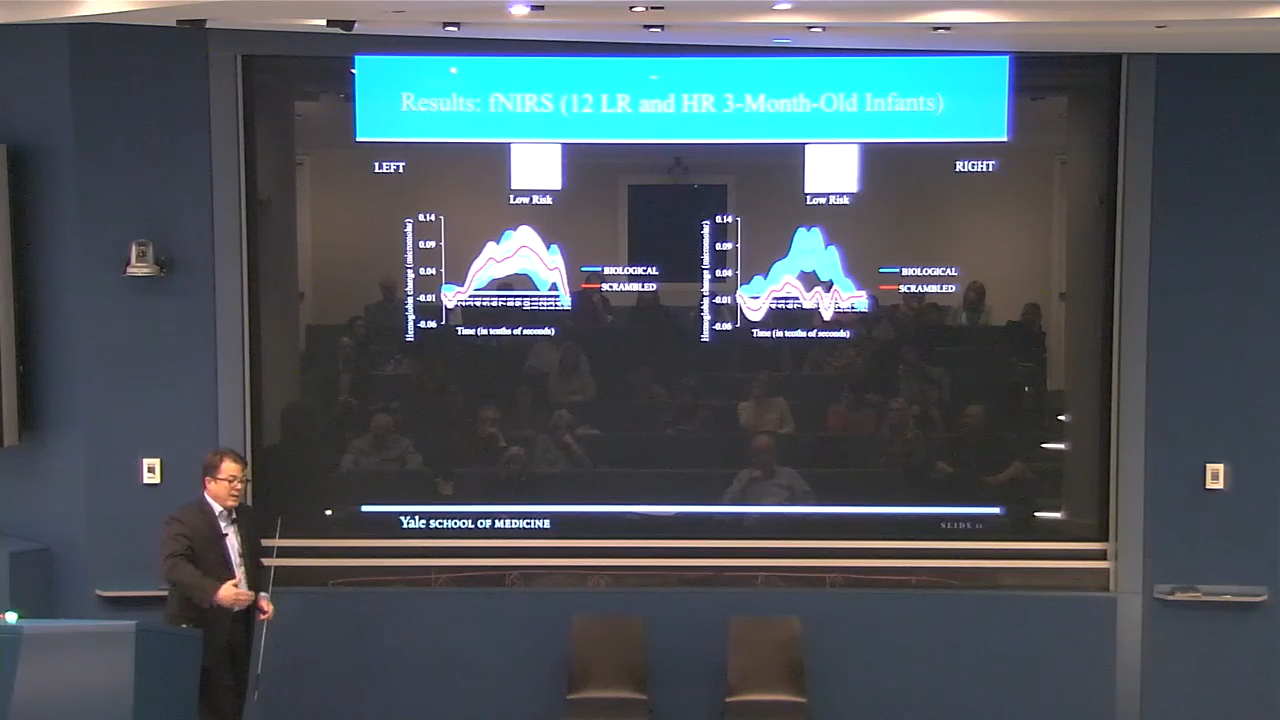 Results: fNIRS (12 LR and HR 3-Month-Old Infants)
LEFT
RIGHT
Low Risk
Low Risk
Hemoglobin change (micromolar)
0.14
0.09
0.04
-0.01
-0.06
BIOLOGICAL
SCRAMBLED
Time (in tenths of seconds)
Hemoglobin change (micromolar)
0.14
0.09
0.04
-0.01
-0.06
BIOLOGICAL
SCRAMBLED
Time (in tenths of seconds)
Yale SCHOOL OF MEDICINE
SLIDE